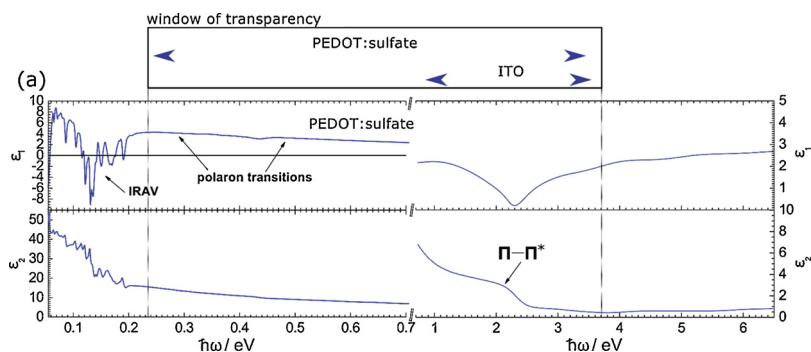 window of transparency
PEDOT:sulfate
ITO
(a)
10
8
6
4
2
0
-2
-4
-6
-8
ε1
PEDOT:sulfate
polaron transitions
IRAV
5
4
3
2
1
ε1
50
40
30
20
10
0
ε2
Π—Π*
10
8
6
4
2
0
ε2
0.1 0.2 0.3 0.4 0.5 0.6 0.7 1 2 3 4 5 6
ħω/ eV ħω/ eV